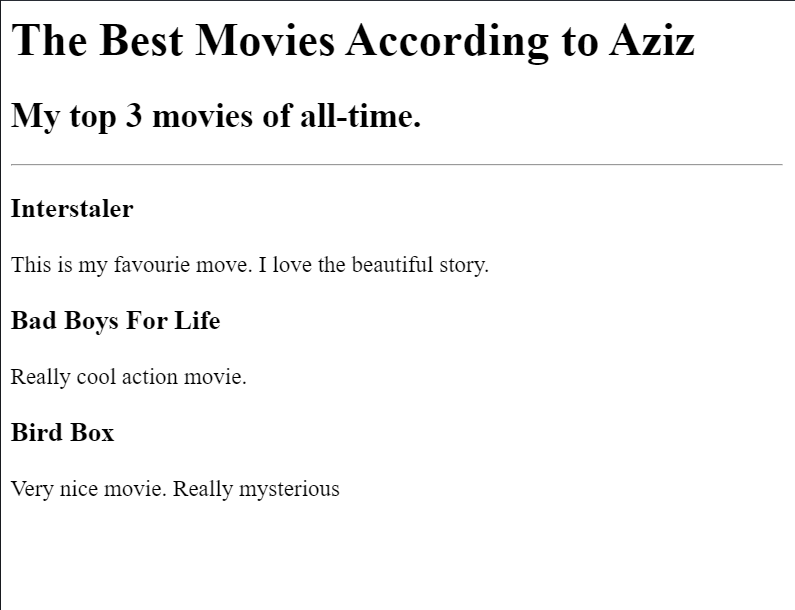 The Best Movies According to Aziz
My top 3 movies of all-time.
Interstaler
This is my favourie move. I love the beautiful story.
Bad Boys For Life
Really cool action movie.
Bird Box
Very nice movie. Really mysterious